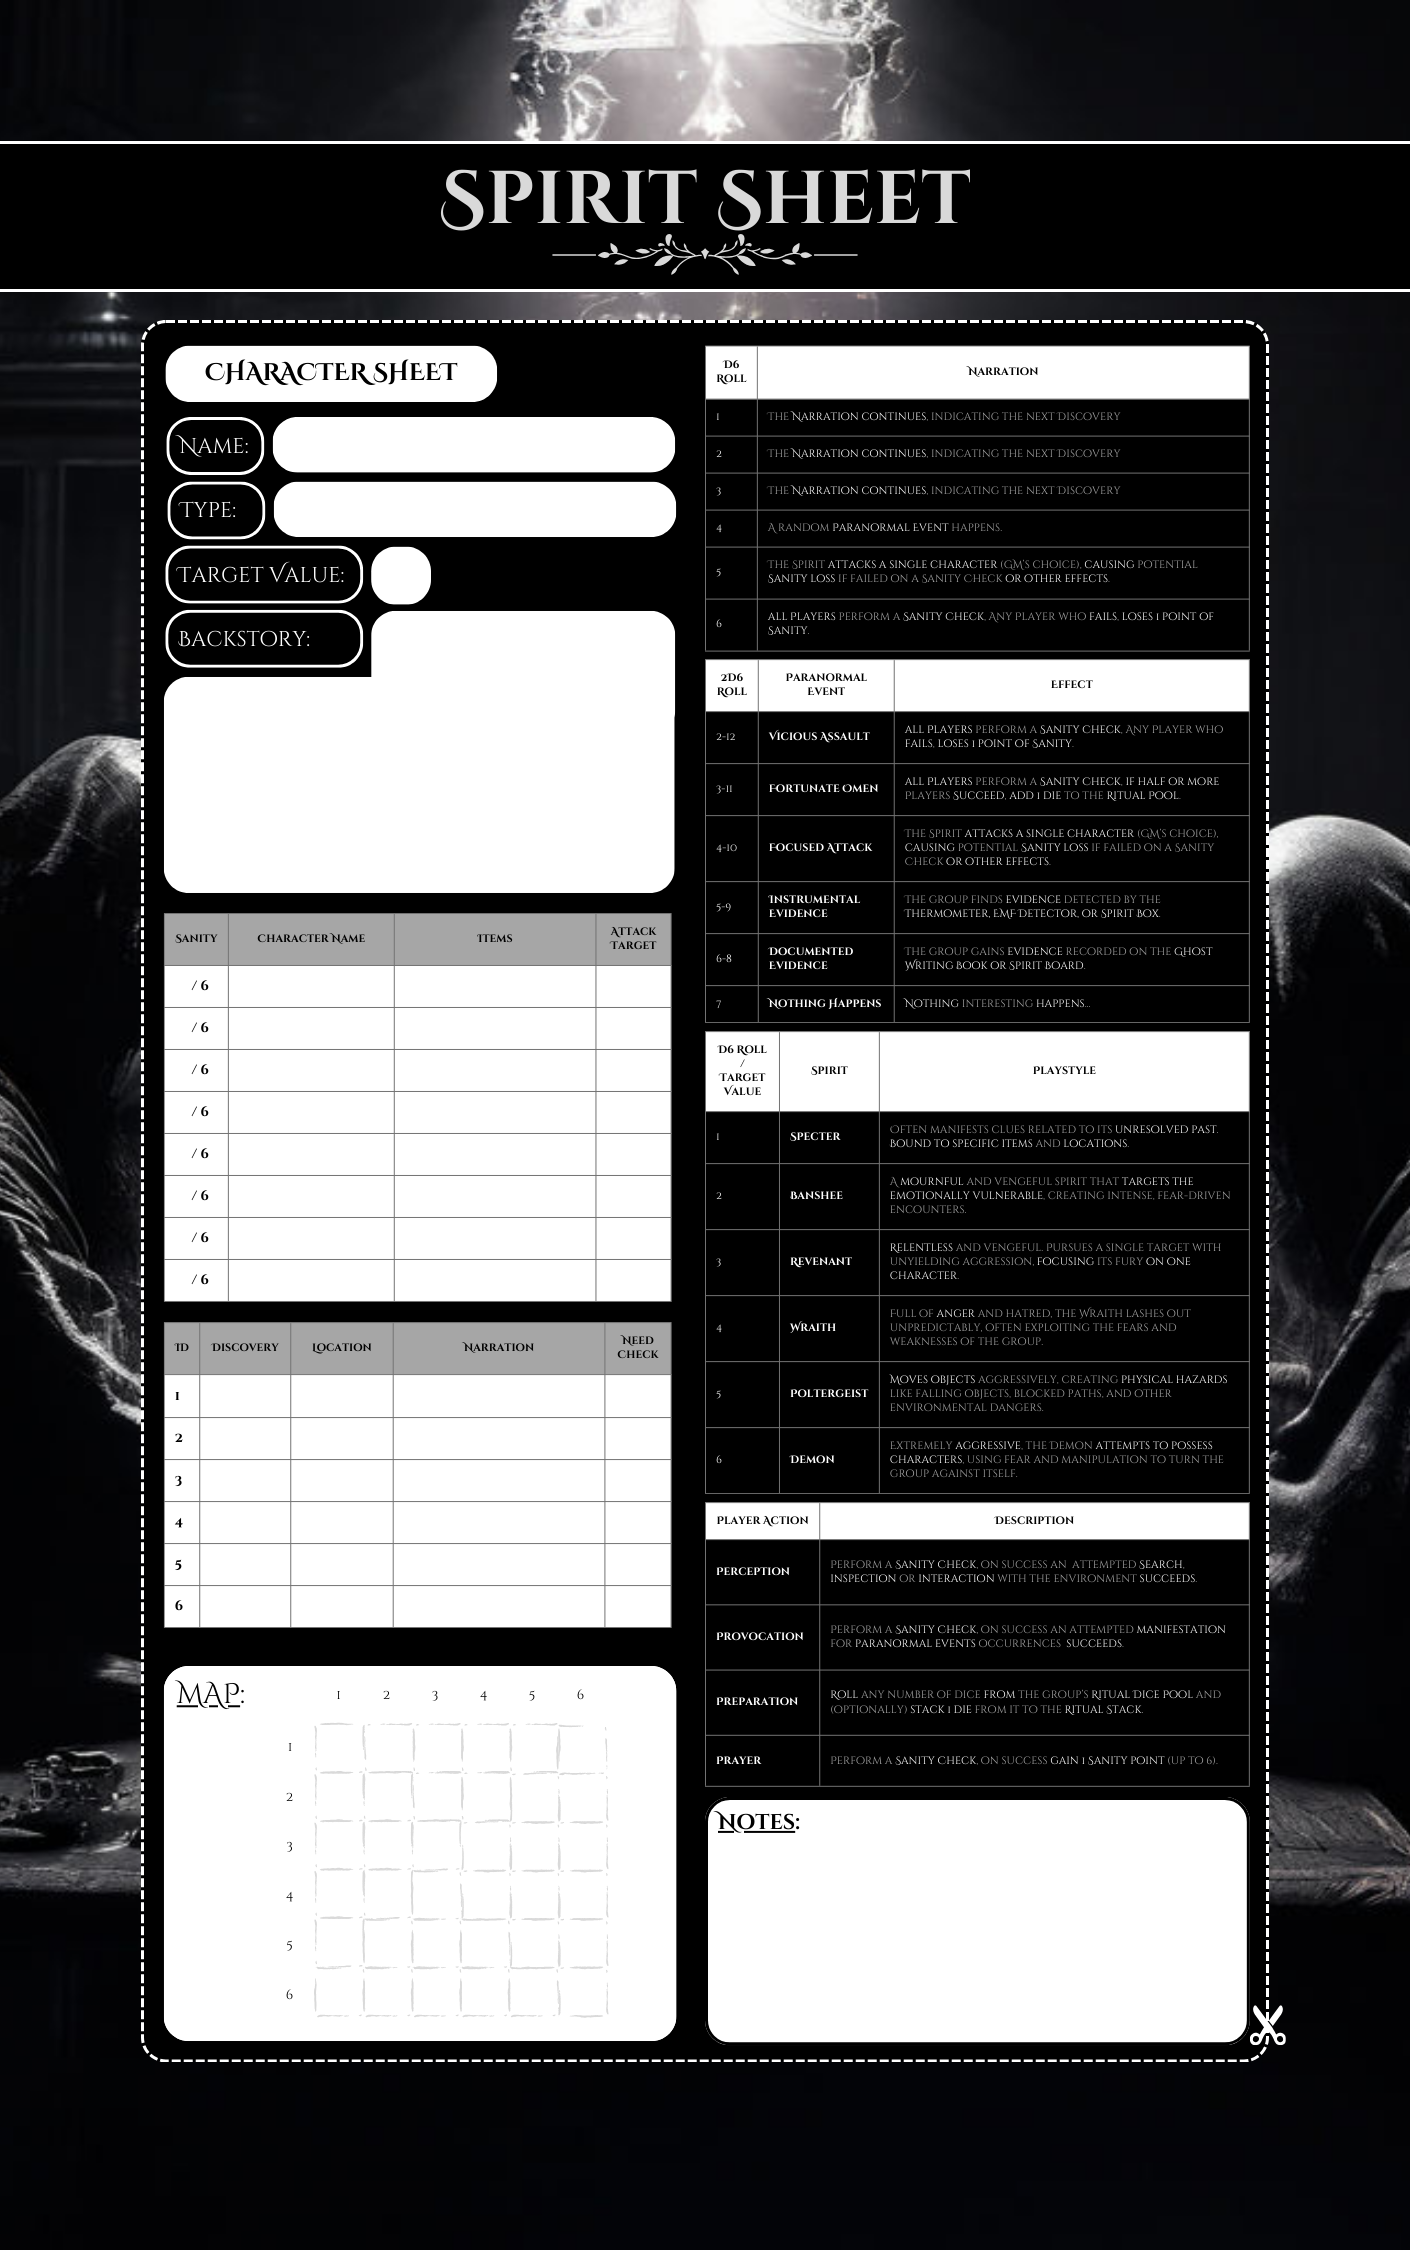 Spirit Sheet
Character Sheet
Name:
Type:
Target Value:
Backstory:
Sanity Character Name Items Attack Target
/ 6
/ 6
/ 6
/ 6
/ 6
/ 6
/ 6
/ 6
ID Discovery Location Narration Need Check
1
2
3
4
5
6
MAP:
1 2 3 4 5 6
1
2
3
4
5
6
D6 Roll Narration
1 The Narration continues, indicating the next Discovery
2 The Narration continues, indicating the next Discovery
3 The Narration continues, indicating the next Discovery
4 A random paranormal event happens.
5 The Spirit attacks a single character (GM's choice), causing potential
Sanity loss if failed on a Sanity check or other effects.
6 All players perform a Sanity check. Any player who fails, loses 1 point of
Sanity.
2D6 Roll Paranormal Event Effect
2-12 Vicious Assault All players perform a Sanity check, Any player who
fails, loses 1 point of Sanity.
3-11 Fortunate Omen All players perform a Sanity check, if half or more
players succeed, add 1 die to the Ritual Pool.
4-10 Focused Attack The Spirit attacks a single character (GM's choice),
causing potential Sanity loss if failed on a Sanity
check or other effects.
5-9 Instrumental Evidence The group finds evidence detected by the
thermometer, EMF Detector, or Spirit Box.
6-8 Documented Evidence The group gains evidence recorded on the Ghost
Writing Book or Spirit Board.
7 Nothing Happens Nothing interesting happens...
D6 Roll / Target Value Spirit Playstyle
1 Specter Often manifests clues related to its unresolved past.
Bound to specific items and locations.
2 Banshee A mournful and vengeful spirit that targets the
emotionally vulnerable, creating intense, fear-driven
encounters.
3 Revenant Relentless and vengeful. Pursues a single target with
unyielding aggression, focusing its fury on one
character.
4 Wraith Full of anger and hatred, the Wraith lashes out
unpredictably, often exploiting the fears and
weaknesses of the group.
5 Poltergeist Moves objects aggressively, creating physical hazards
like falling objects, blocked paths, and other
environmental dangers.
6 Demon Extremely aggressive, the Demon attempts to possess
characters, using fear and manipulation to turn the
group against itself.
Player Action Description
Perception Perform a Sanity check, on success an attempted search,
inspection or interaction with the environment succeeds.
Provocation Perform a Sanity check, on success an attempted manifestation
for paranormal events occurrences succeeds.
Preparation Roll any number of dice from the group's Ritual Dice Pool and
(optionally) stack 1 die from it to the Ritual Stack.
Prayer Perform a Sanity check, on success gain 1 Sanity point (up to 6).
Notes: